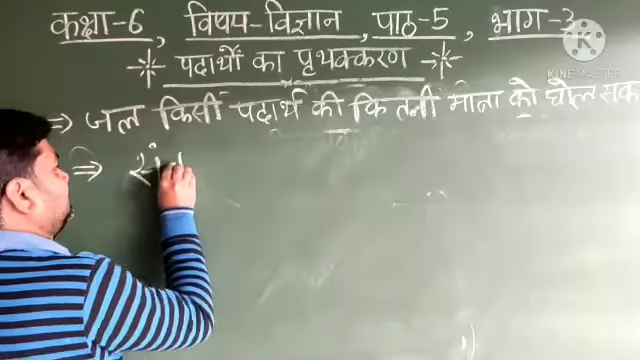 कक्षा-6, विषय-विज्ञान, पाठ-5, भाग-3
पदार्थों का पृथक्करण
⇒ जल किसी पदार्थ की कितनी मात्रा को घोल सक
⇒ सं
KINEMASTER